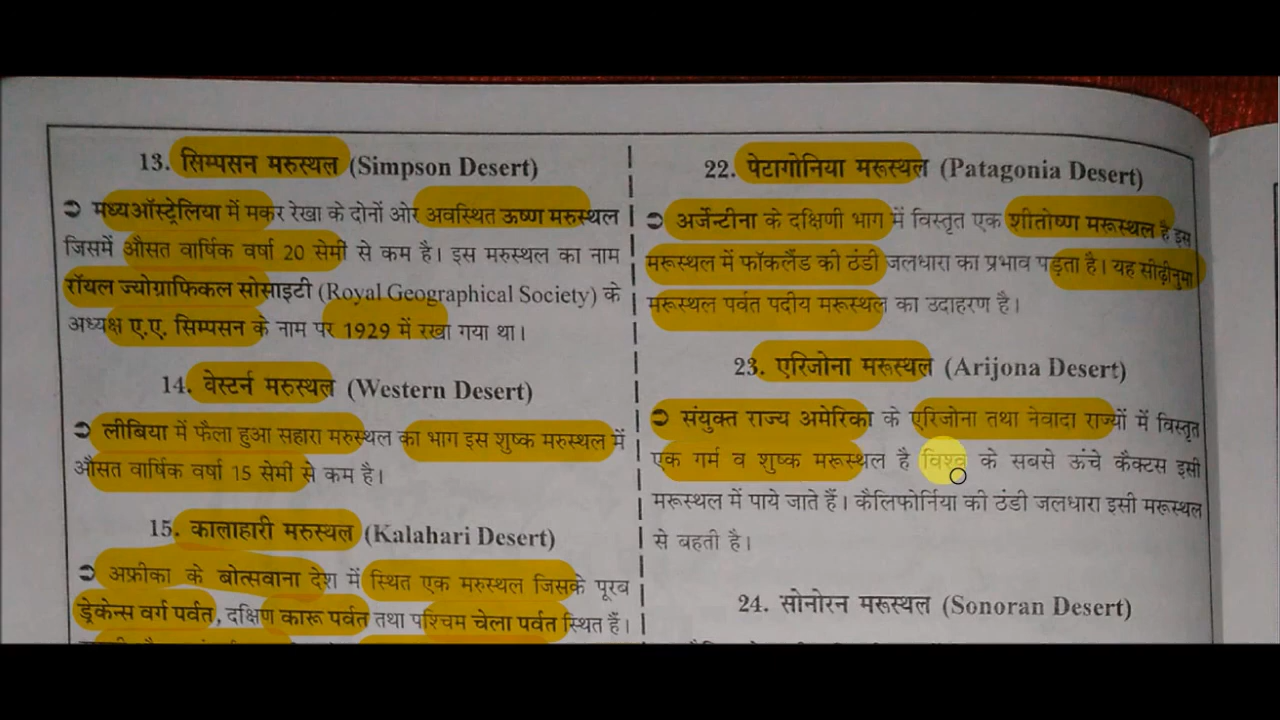 13. सिम्पसन मरुस्थल (Simpson Desert)
➲ मध्यऑस्ट्रेलिया में मकर रेखा के दोनों ओर अवस्थित ऊष्ण मरुस्थल
जिसमें औसत वार्षिक वर्षा 20 सेमी से कम है। इस मरुस्थल का नाम
रॉयल ज्योग्राफिकल सोसाइटी (Royal Geographical Society) के
अध्यक्ष ए.ए. सिम्पसन के नाम पर 1929 में रखा गया था।
14. वेस्टर्न मरुस्थल (Western Desert)
➲ लीबिया में फैला हुआ सहारा मरुस्थल का भाग इस शुष्क मरुस्थल में
औसत वार्षिक वर्षा 15 सेमी से कम है।
15. कालाहारी मरुस्थल (Kalahari Desert)
➲ अफ्रीका के बोत्सवाना देश में स्थित एक मरुस्थल जिसके पूरब
ड्रेकेन्स वर्ग पर्वत, दक्षिण कारू पर्वत तथा पश्चिम चेला पर्वत स्थित हैं।
22. पेटागोनिया मरूस्थल (Patagonia Desert)
➲ अर्जेन्टीना के दक्षिणी भाग में विस्तृत एक शीतोष्ण मरूस्थल है इस
मरूस्थल में फॉकलैंड की ठंडी जलधारा का प्रभाव पड़ता है। यह सीढ़ीनुमा
मरूस्थल पर्वत पदीय मरूस्थल का उदाहरण है।
23. एरिजोना मरूस्थल (Arijona Desert)
➲ संयुक्त राज्य अमेरिका के एरिजोना तथा नेवादा राज्यों में विस्तृत
एक गर्म व शुष्क मरूस्थल है विश्व के सबसे ऊंचे कैक्टस इसी
मरूस्थल में पाये जाते हैं। कैलिफोर्निया की ठंडी जलधारा इसी मरूस्थल
से बहती है।
24. सोनोरन मरूस्थल (Sonoran Desert)